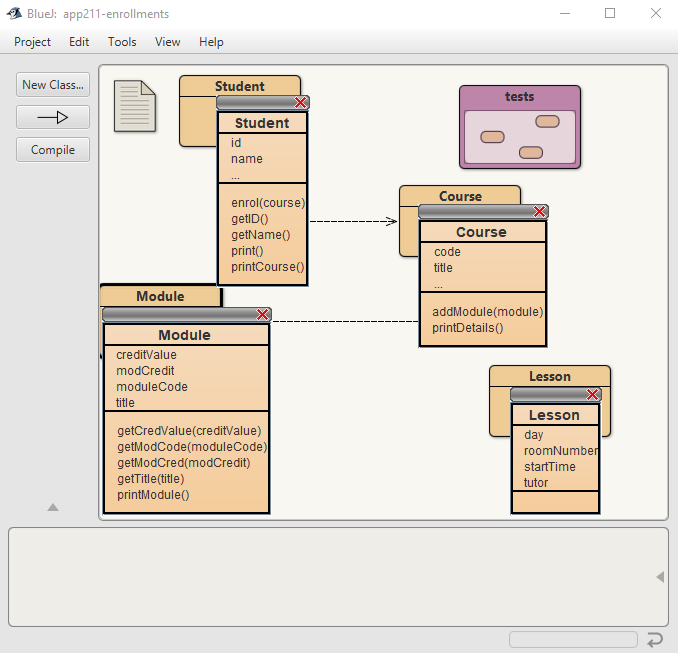 BlueJ: app211-enrollments
Project Edit Tools View Help
New Class...
Compile
Student
Student
id
name
...
enrol(course)
getID()
getName()
print()
printCourse()
tests
Course
Course
code
title
...
addModule(module)
printDetails()
Module
Module
creditValue
modCredit
moduleCode
title
getCredValue(creditValue)
getModCode(moduleCode)
getModCred(modCredit)
getTitle(title)
printModule()
Lesson
Lesson
day
roomNumber
startTime
tutor